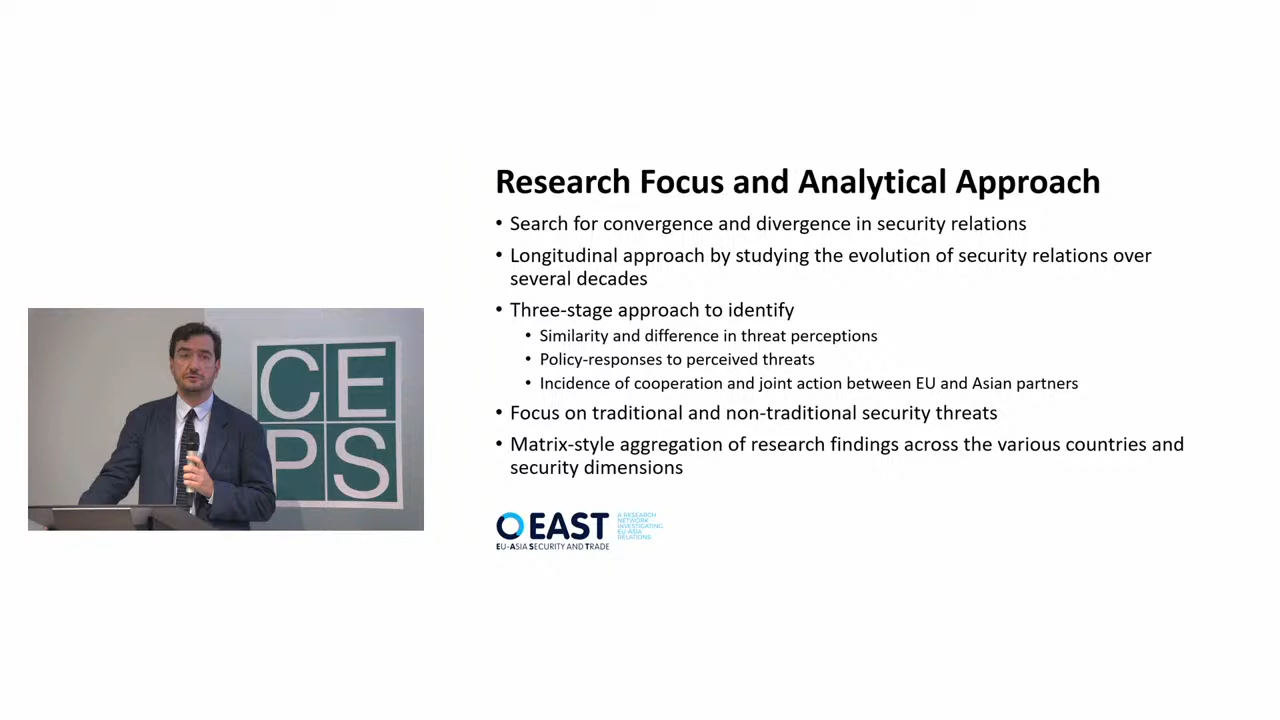 Research Focus and Analytical Approach
• Search for convergence and divergence in security relations
• Longitudinal approach by studying the evolution of security relations over
several decades
• Three-stage approach to identify
• Similarity and difference in threat perceptions
• Policy-responses to perceived threats
• Incidence of cooperation and joint action between EU and Asian partners
• Focus on traditional and non-traditional security threats
• Matrix-style aggregation of research findings across the various countries and
security dimensions
EAST
EU-ASIA SECURITY AND TRADE
A RESEARCH
NETWORK
INVESTIGATING
EU-ASIA
RELATIONS
CE
PS